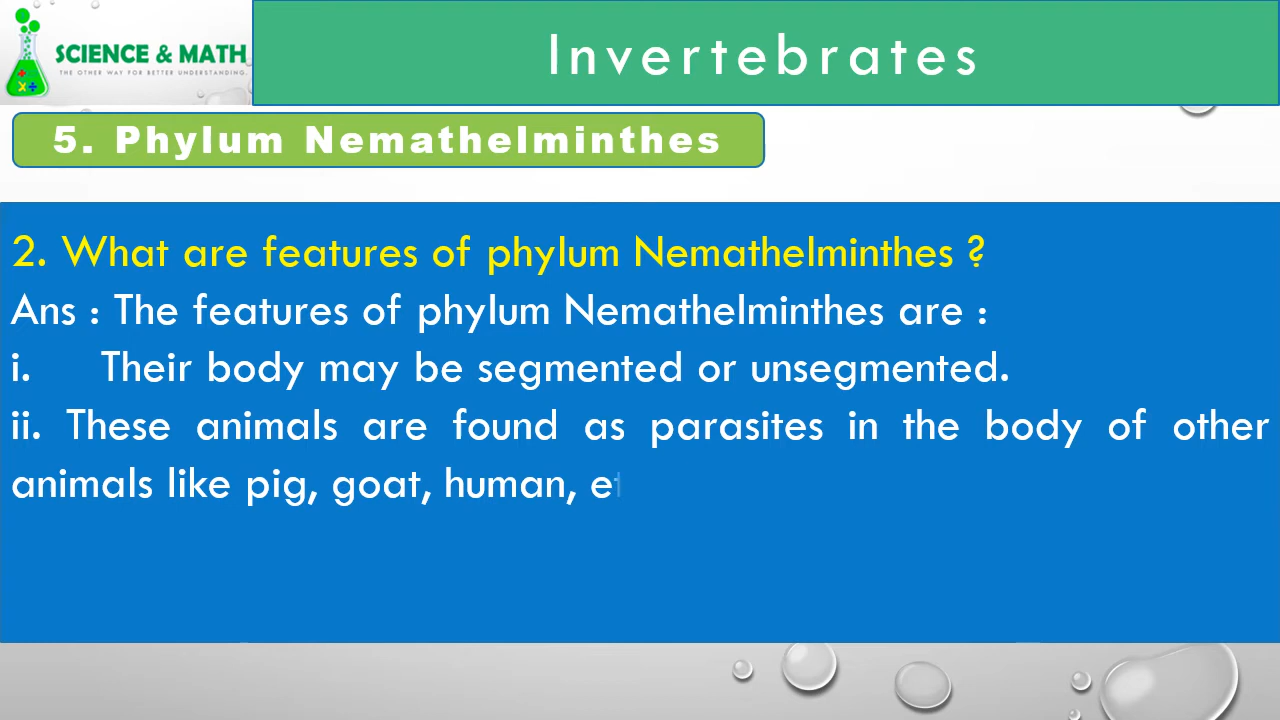 SCIENCE & MATH
THE OTHER WAY FOR BETTER UNDERSTANDING.
Invertebrates
5. Phylum Nemathelminthes
2. What are features of phylum Nemathelminthes ?
Ans : The features of phylum Nemathelminthes are :
i. Their body may be segmented or unsegmented.
ii. These animals are found as parasites in the body of other
animals like pig, goat, human, et